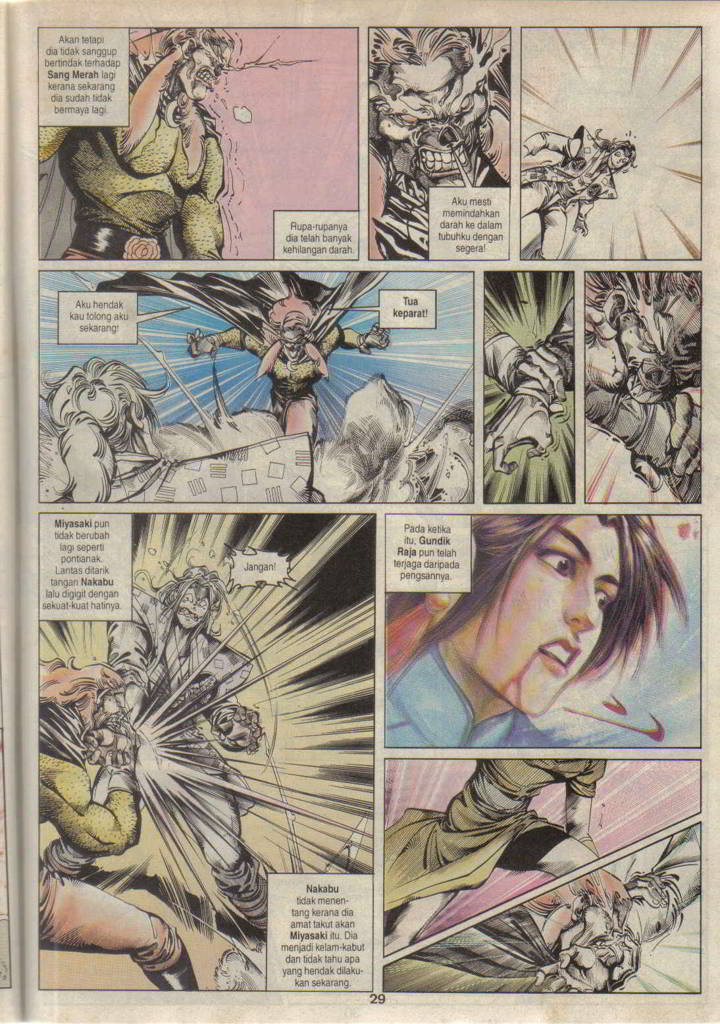 Akan tetapi
dia tidak sanggup
bertindak terhadap
Sang Merah lagi
kerana sekarang
dia sudah tidak
bermaya lagi.
Rupa-rupanya
dia telah banyak
kehilangan darah.
Aku mesti
memindahkan
darah ke dalam
tubuhku dengan
segera!
Aku hendak
kau tolong aku
sekarang!
Tua
keparat!
Miyasaki pun
tidak berubah
lagi seperti
pontianak.
Lantas ditarik
tangan Nakabu
lalu digigit dengan
sekuat-kuat hatinya.
Jangan!
Nakabu
tidak menen-
tang kerana dia
amat takut akan
Miyasaki itu. Dia
menjadi kelam-kabut
dan tidak tahu apa
yang hendak dilaku-
kan sekarang.
Pada ketika
itu, Gundik
Raja pun telah
terjaga daripada
pengsannya.
29